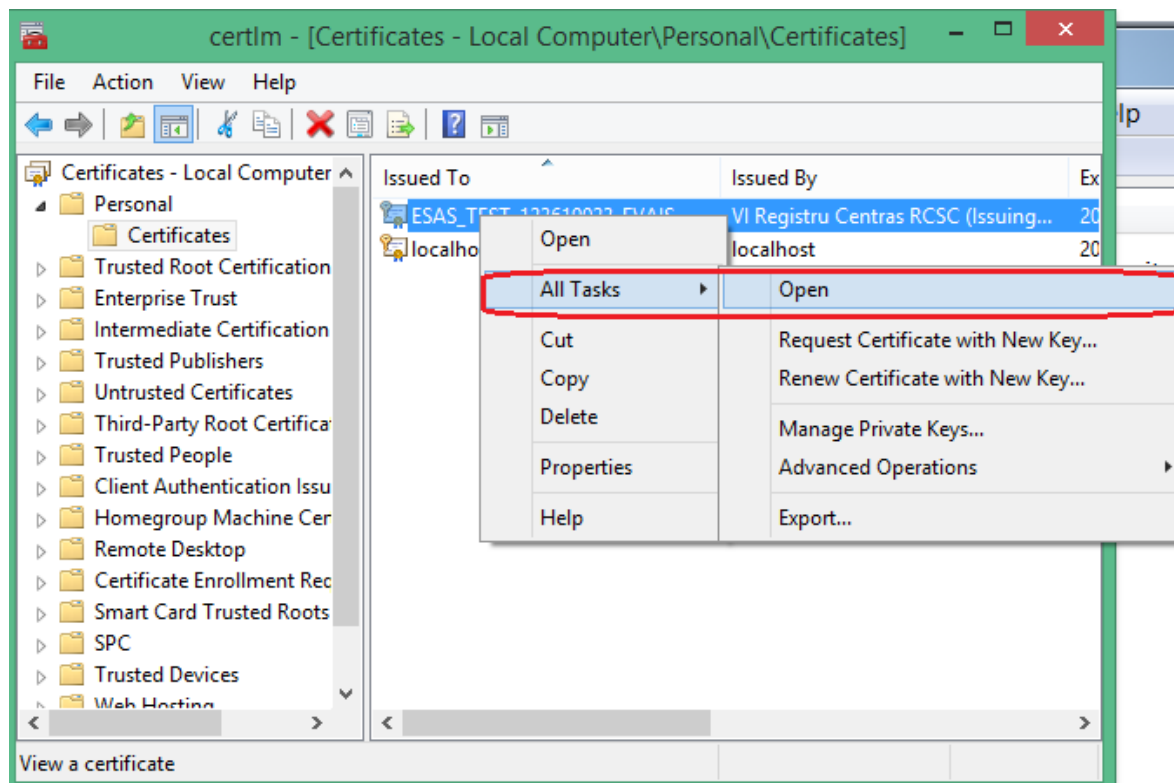 certlm - [Certificates - Local Computer\Personal\Certificates]
File Action View Help
lp
Certificates - Local Computer
Personal
Certificates
Trusted Root Certification
Enterprise Trust
Intermediate Certification
Trusted Publishers
Untrusted Certificates
Third-Party Root Certifica
Trusted People
Client Authentication Issu
Homegroup Machine Cer
Remote Desktop
Certificate Enrollment Rec
Smart Card Trusted Roots
SPC
Trusted Devices
Web Hosting
Issued To Issued By Ex
VI Registru Centras RCSC (Issuing... 20
localho localhost 20
Open
All Tasks
Cut
Copy
Delete
Properties
Help
Open
Request Certificate with New Key...
Renew Certificate with New Key...
Manage Private Keys...
Advanced Operations
Export...
View a certificate